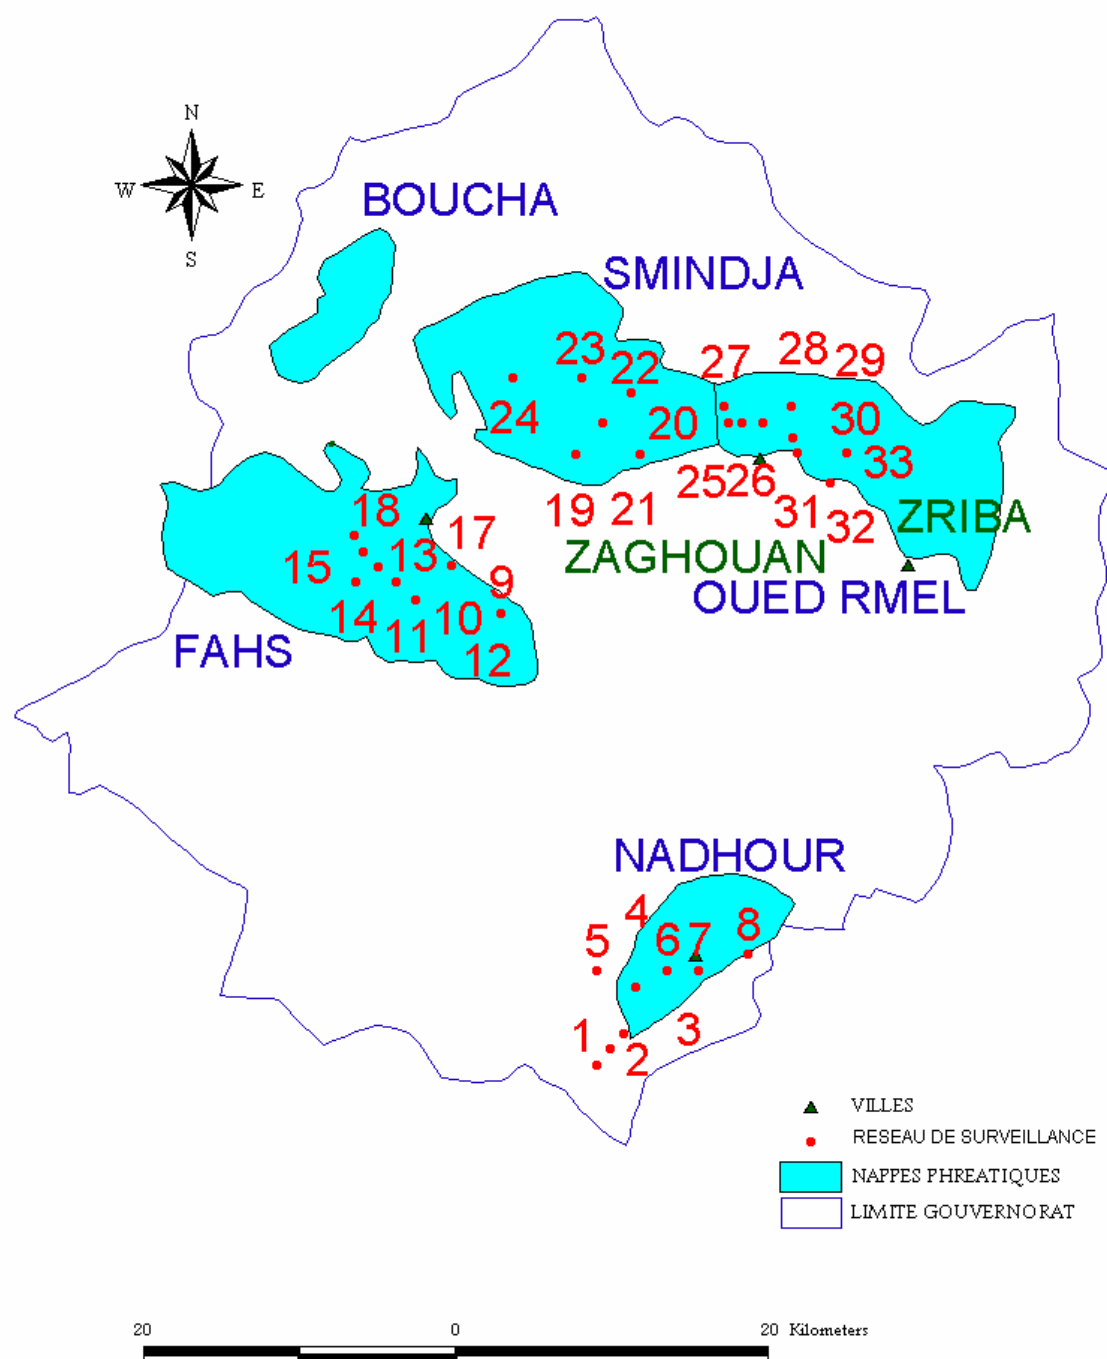 N
W E
S
BOUCHA
SMINDJA
23 22 27 28 29
24 20 30
25 26 33
19 21 31 32
ZRIBA
ZAGHOUAN
OUED RMEL
18 17
15 13
9
14 11 10
12
FAHS
NADHOUR
4
5 6 7 8
1 2 3
VILLES
RESEAU DE SURVEILLANCE
NAPPES PHREATIQUES
LIMITE GOUVERNORAT
20 0 20 Kilometers